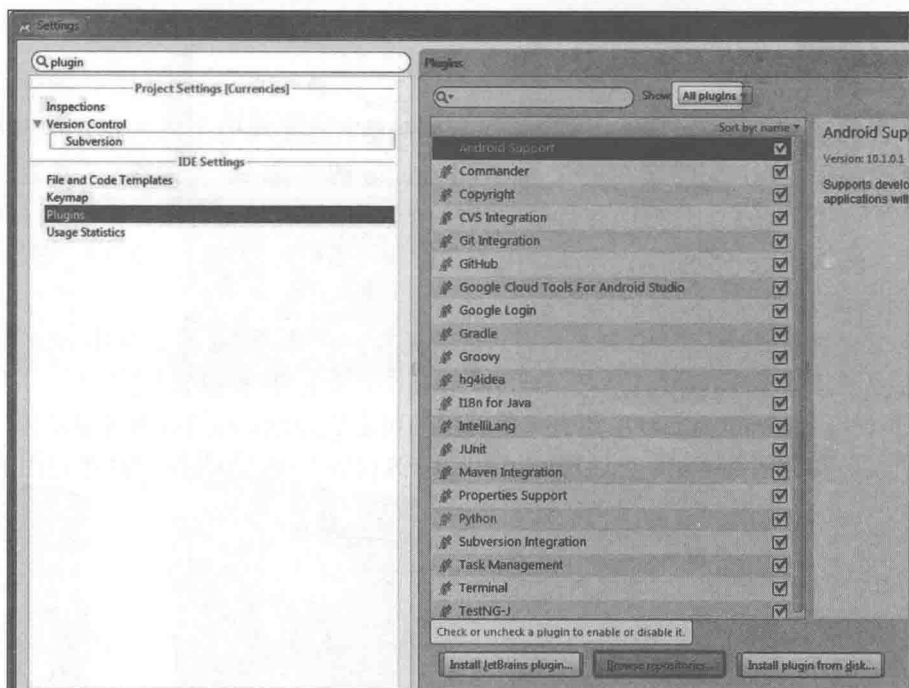 Settings
plugin
Project Settings [Currencies]
Inspections
Version Control
Subversion
IDE Settings
File and Code Templates
Keymap
Plugins
Usage Statistics
Plugins
Show: All plugins
Sort by: name
Android Support
Commander
Copyright
CVS Integration
Git Integration
GitHub
Google Cloud Tools For Android Studio
Google Login
Gradle
Groovy
hg4idea
I18n for Java
IntelliLang
JUnit
Maven Integration
Properties Support
Python
Subversion Integration
Task Management
Terminal
TestNG-J
Check or uncheck a plugin to enable or disable it.
Install JetBrains plugin...
Browse repositories...
Install plugin from disk...
Android Sup
Version: 10.1.0.1
Supports develo
applications will